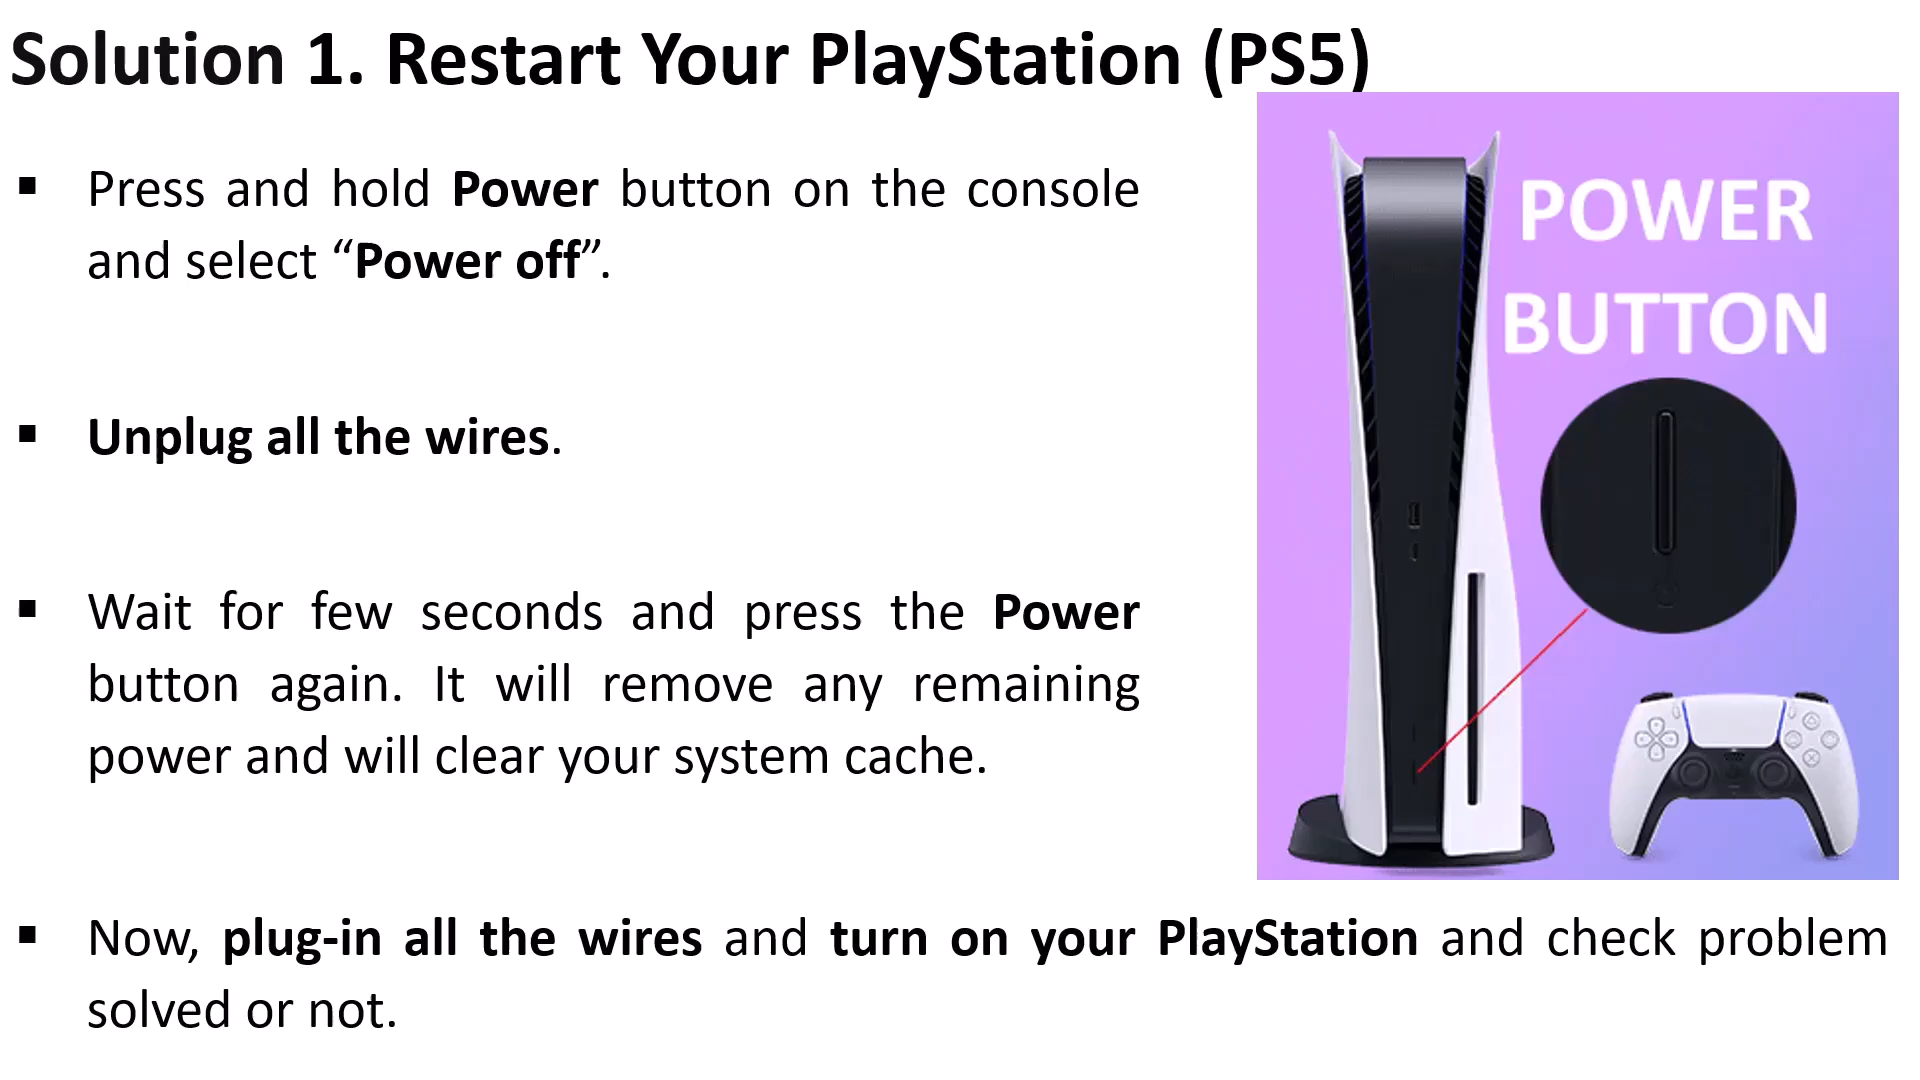 Solution 1. Restart Your PlayStation (PS5)
▪ Press and hold Power button on the console
and select “Power off”.
▪ Unplug all the wires.
▪ Wait for few seconds and press the Power
button again. It will remove any remaining
power and will clear your system cache.
▪ Now, plug-in all the wires and turn on your PlayStation and check problem
solved or not.
POWER
BUTTON